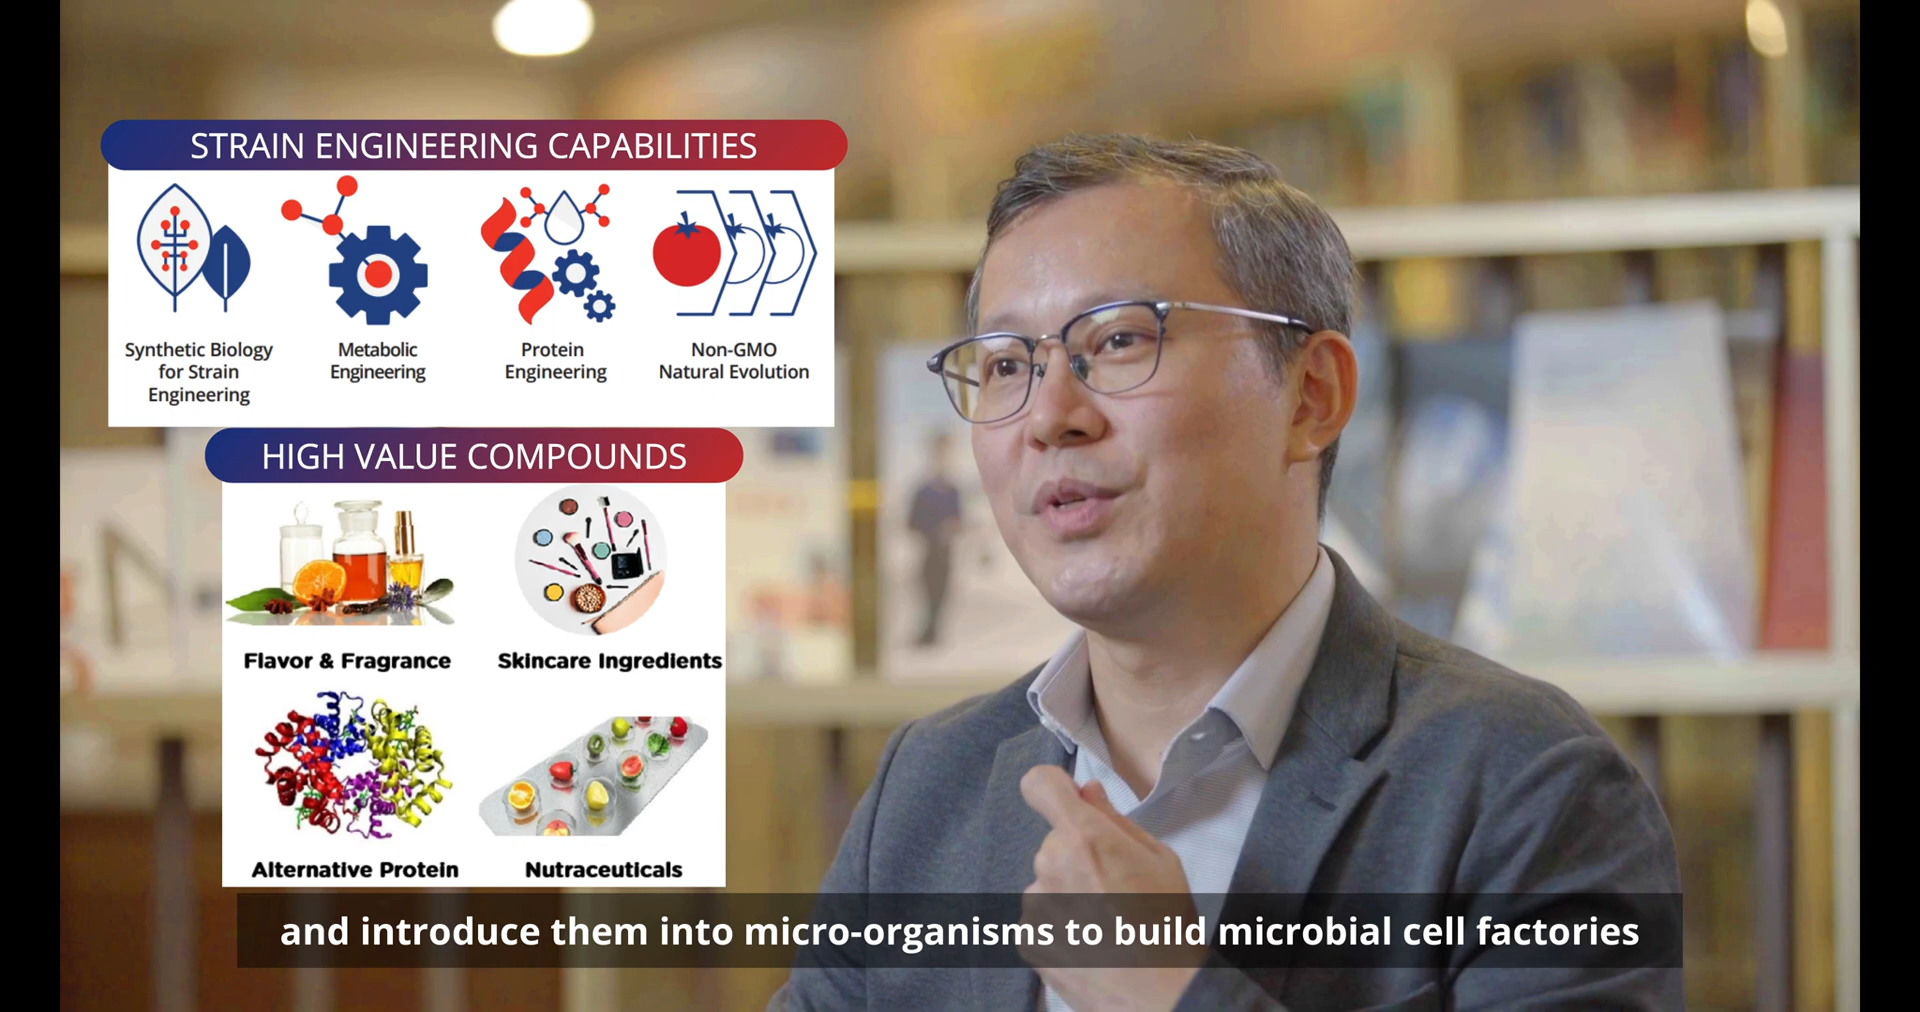 STRAIN ENGINEERING CAPABILITIES
Synthetic Biology
for Strain
Engineering
Metabolic
Engineering
Protein
Engineering
Non-GMO
Natural Evolution
HIGH VALUE COMPOUNDS
Flavor & Fragrance
Skincare Ingredients
Alternative Protein
Nutraceuticals
and introduce them into micro-organisms to build microbial cell factories